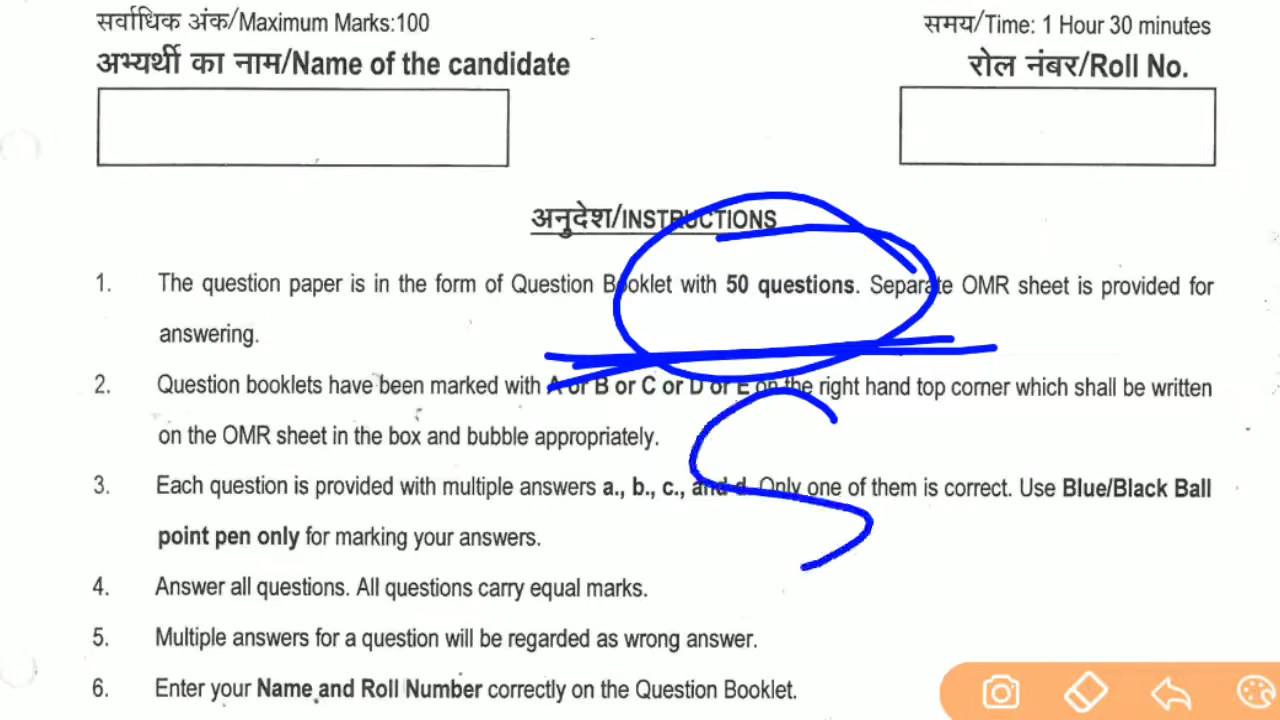 सर्वाधिक अंक/Maximum Marks:100
समय/Time: 1 Hour 30 minutes
अभ्यर्थी का नाम/Name of the candidate
रोल नंबर/Roll No.
अनुदेश/INSTRUCTIONS
1. The question paper is in the form of Question Booklet with 50 questions. Separate OMR sheet is provided for
answering.
2. Question booklets have been marked with A or B or C or D or E on the right hand top corner which shall be written
on the OMR sheet in the box and bubble appropriately.
3. Each question is provided with multiple answers a., b., c., and d. Only one of them is correct. Use Blue/Black Ball
point pen only for marking your answers.
4. Answer all questions. All questions carry equal marks.
5. Multiple answers for a question will be regarded as wrong answer.
6. Enter your Name and Roll Number correctly on the Question Booklet.